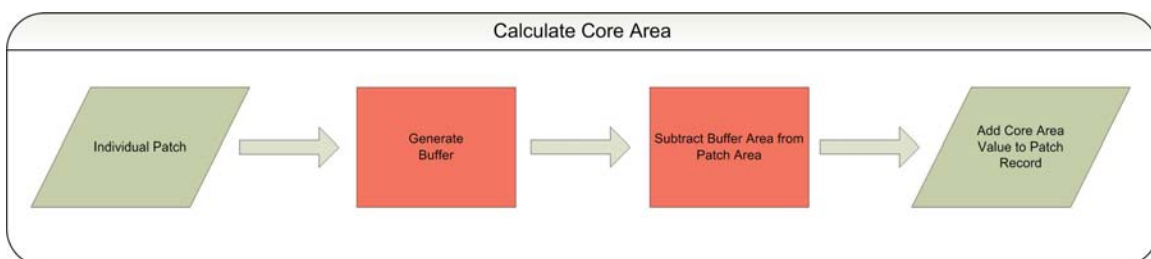 Calculate Core Area
Individual Patch
Generate
Buffer
Subtract Buffer Area from
Patch Area
Add Core Area
Value to Patch
Record